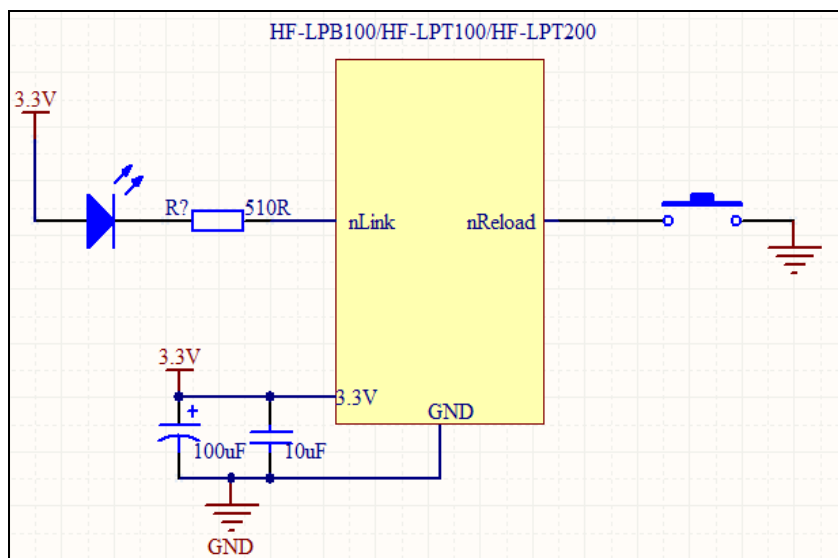 HF-LPB100/HF-LPT100/HF-LPT200
3.3V
R?
510R
nLink
nReload
3.3V
3.3V
GND
+
100uF
10uF
GND